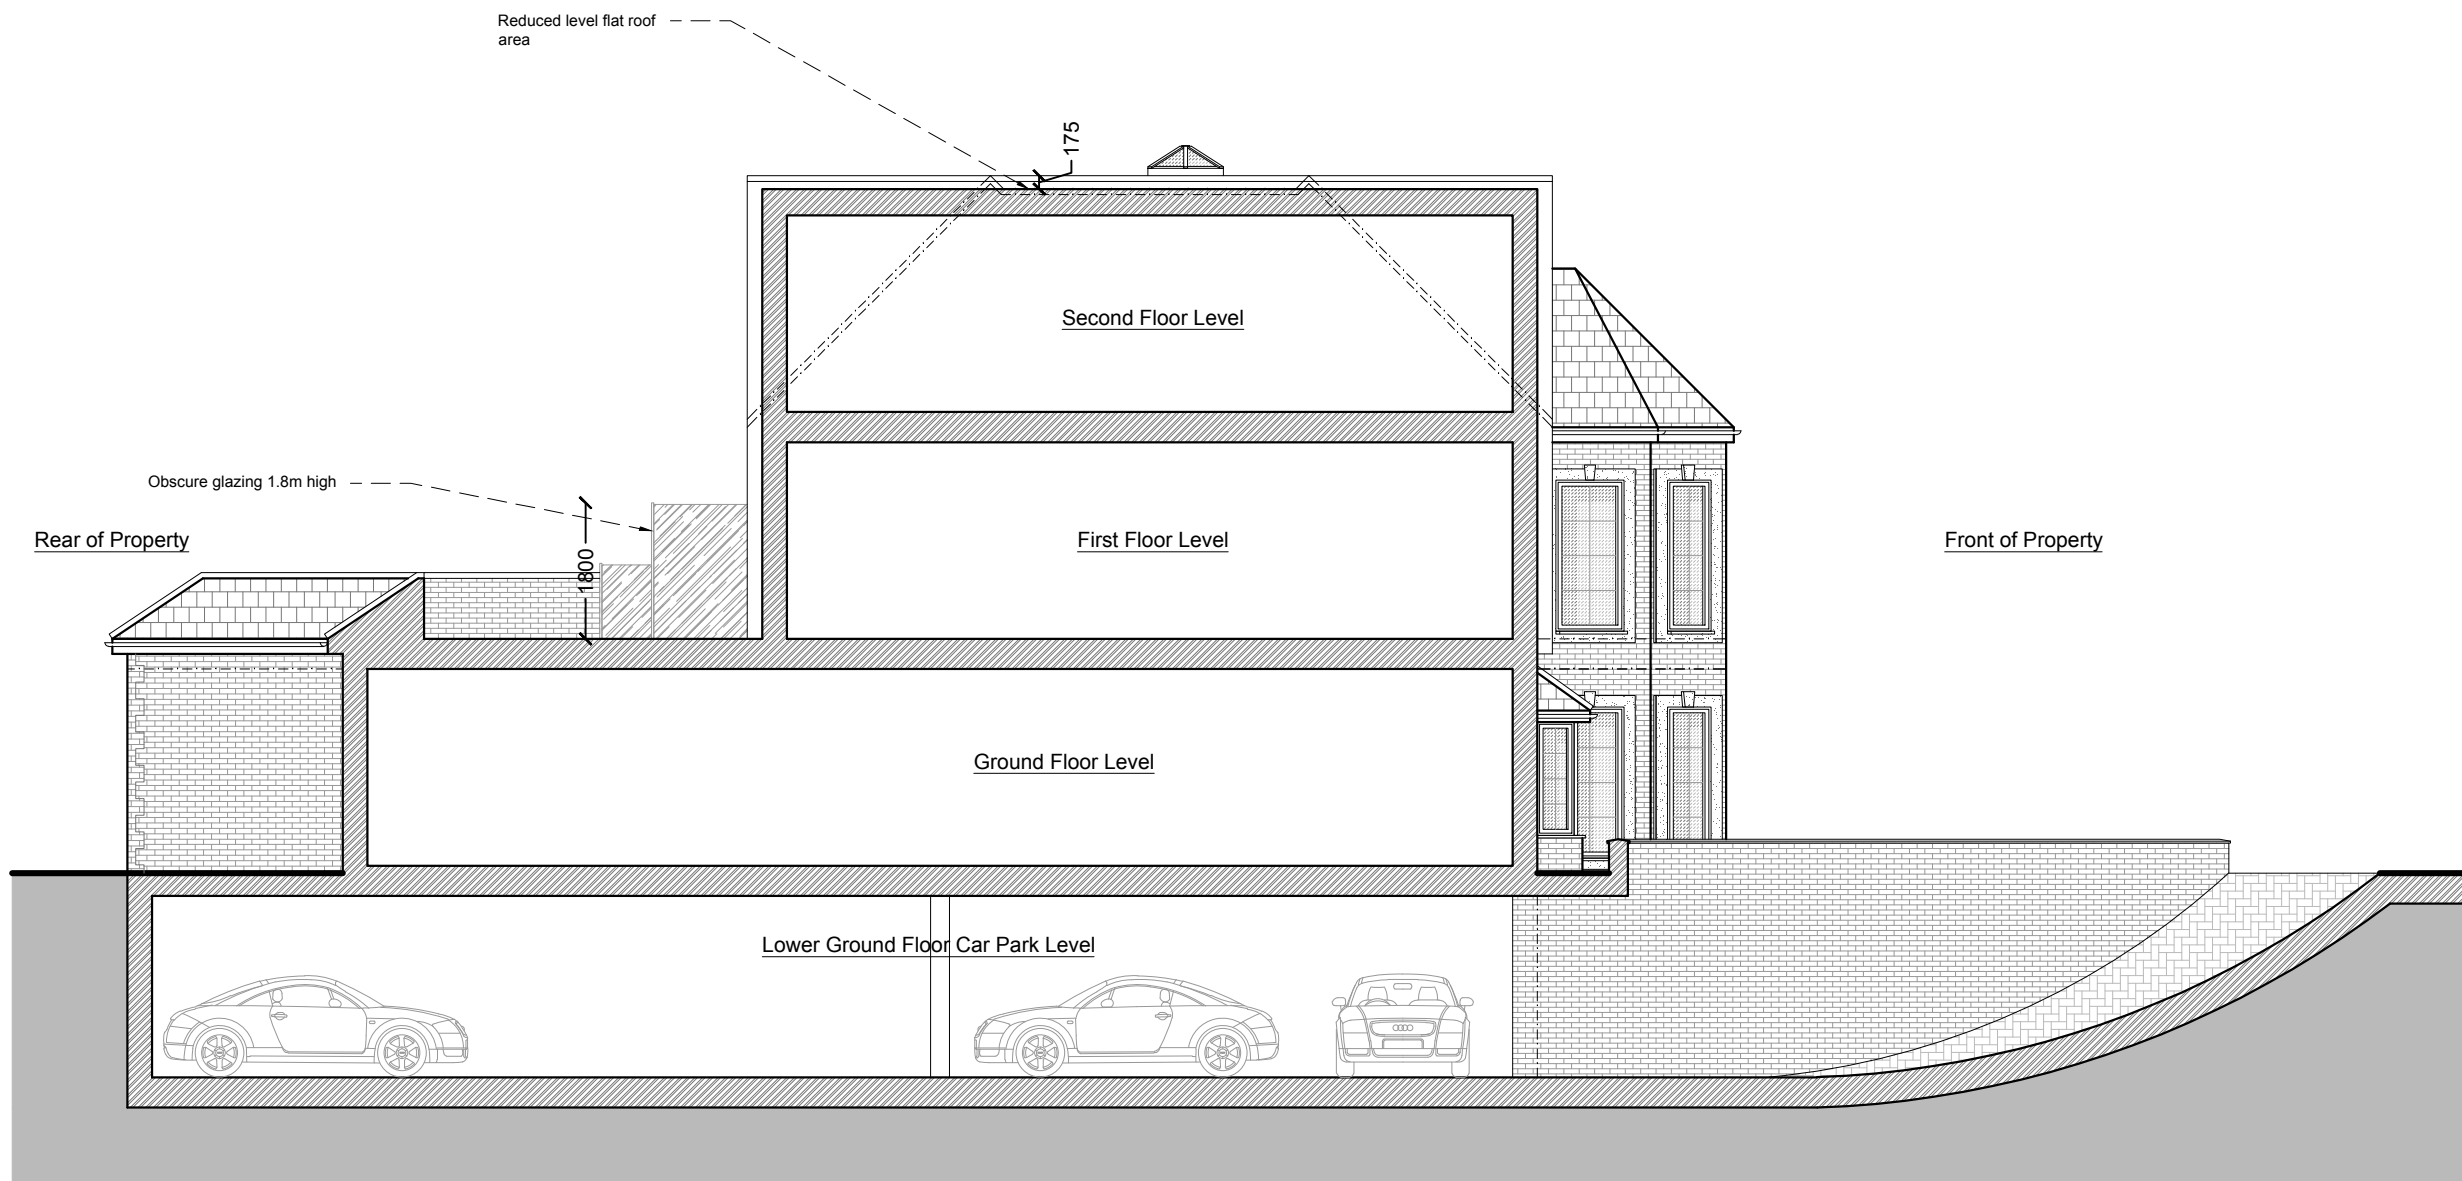 Reduced level flat roof
area
175
Second Floor Level
Obscure glazing 1.8m high
1800
Rear of Property
First Floor Level
Front of Property
Ground Floor Level
Lower Ground Floor Car Park Level